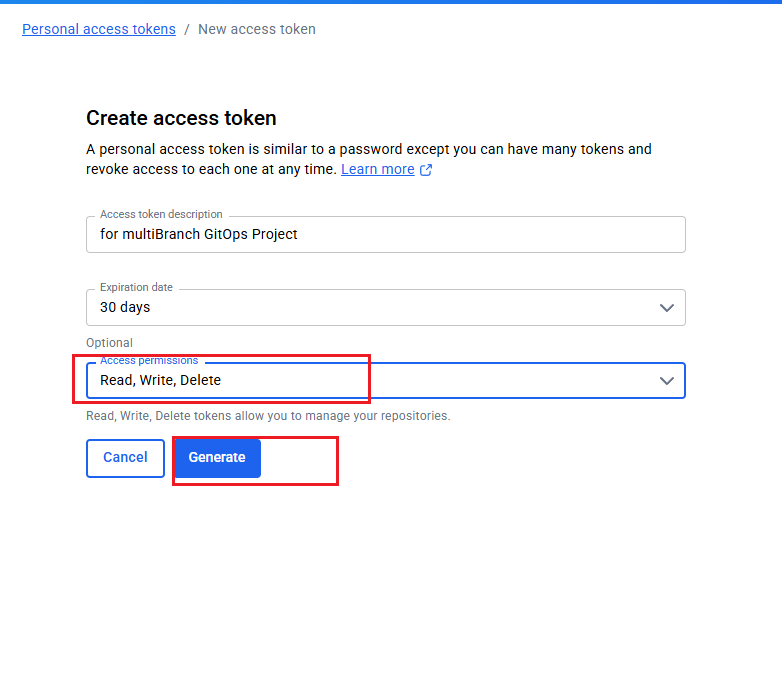 Personal access tokens / New access token
Create access token
A personal access token is similar to a password except you can have many tokens and
revoke access to each one at any time. Learn more
Access token description
for multiBranch GitOps Project
Expiration date
30 days
Optional
Access permissions
Read, Write, Delete
Read, Write, Delete tokens allow you to manage your repositories.
Cancel Generate